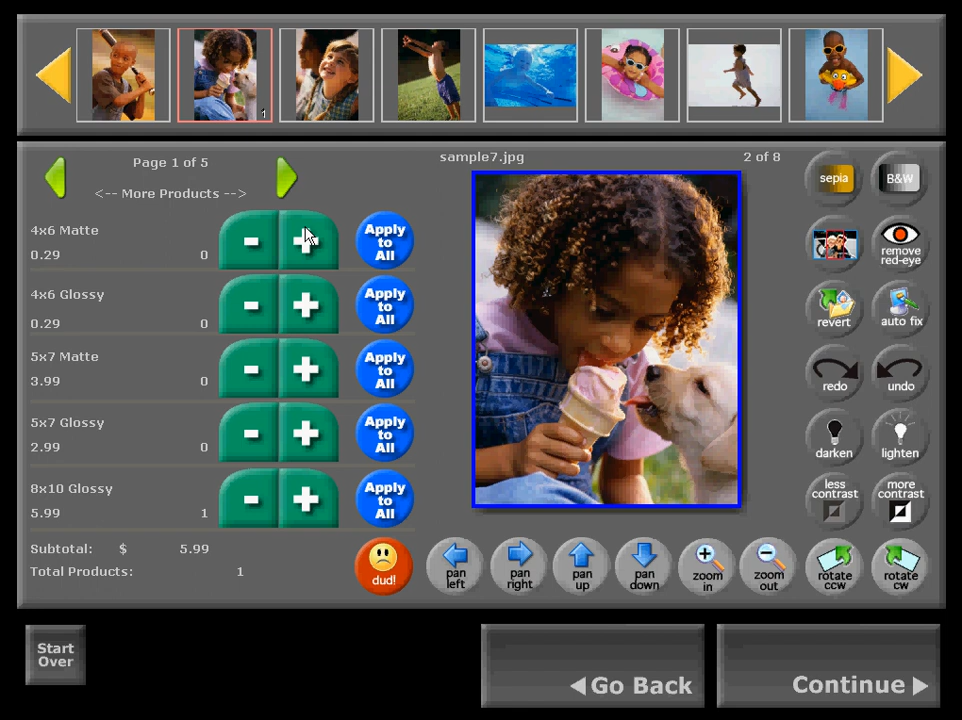 1
Page 1 of 5
<-- More Products -->
sample7.jpg
2 of 8
sepia
B&W
4x6 Matte
0.29 0
- +
Apply to All
remove red-eye
4x6 Glossy
0.29 0
- +
Apply to All
revert
auto fix
5x7 Matte
3.99 0
- +
Apply to All
redo
undo
5x7 Glossy
2.99 0
- +
Apply to All
darken
lighten
8x10 Glossy
5.99 1
- +
Apply to All
less contrast
more contrast
Subtotal: $ 5.99
Total Products: 1
dud!
pan left
pan right
pan up
pan down
zoom in
zoom out
rotate ccw
rotate cw
Start Over
Go Back
Continue